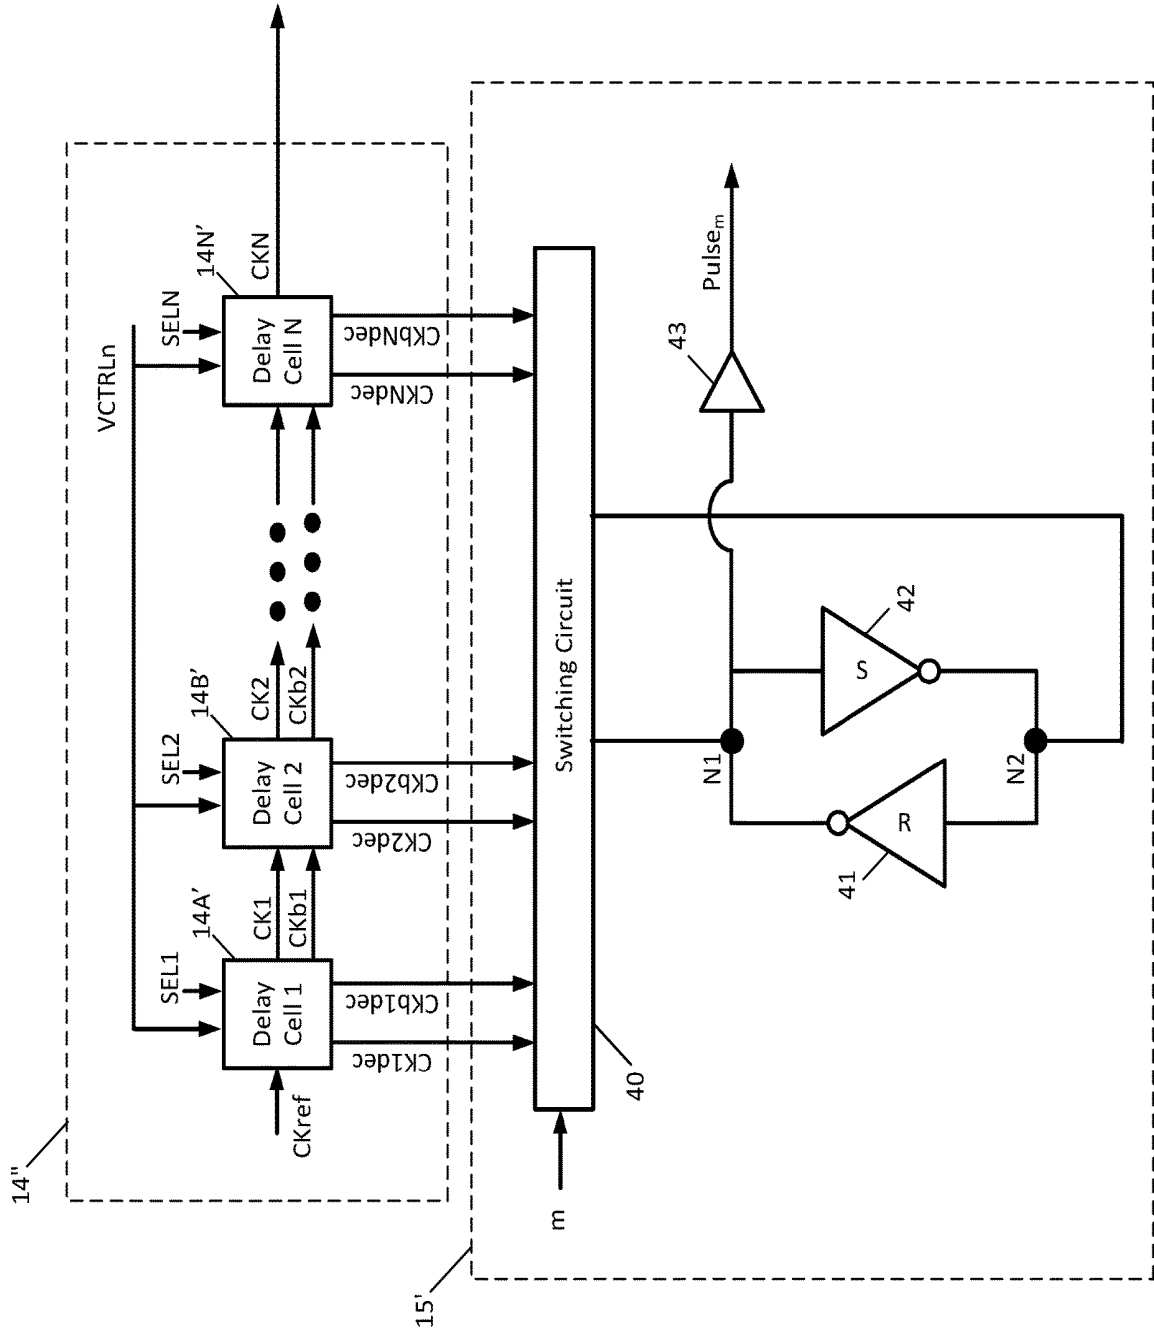 14"
VCTRLn
SEL1
14A'
SEL2
14B'
SELN
14N'
CKref
Delay
Cell 1
CK1
CKb1
Delay
Cell 2
CK2
CKb2
Delay
Cell N
CKN
CK1dec
CKb1dec
CK2dec
CKb2dec
CKNdec
CKbNdec
15'
m
40
Switching Circuit
N1
N2
R
41
S
42
43
Pulsem